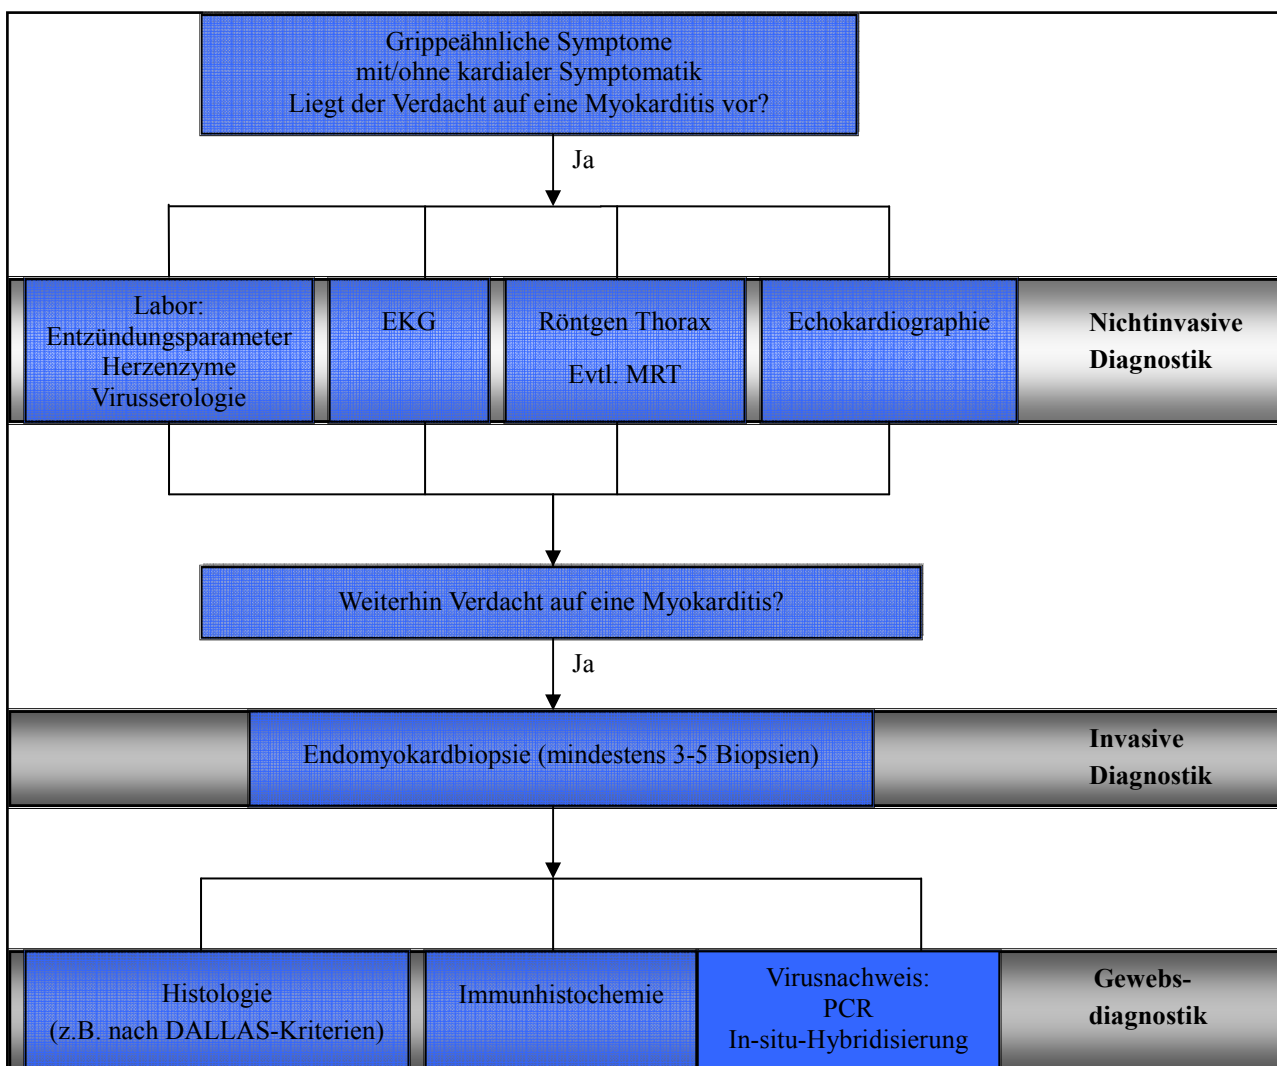 Grippeähnliche Symptome
mit/ohne kardialer Symptomatik
Liegt der Verdacht auf eine Myokarditis vor?
Ja
Labor:
Entzündungsparameter
Herzenzyme
Virusserologie
EKG
Röntgen Thorax
Evtl. MRT
Echokardiographie
Nichtinvasive
Diagnostik
Weiterhin Verdacht auf eine Myokarditis?
Ja
Endomyokardbiopsie (mindestens 3-5 Biopsien)
Invasive
Diagnostik
Histologie
(z.B. nach DALLAS-Kriterien)
Immunhistochemie
Virusnachweis:
PCR
In-situ-Hybridisierung
Gewebs-
diagnostik